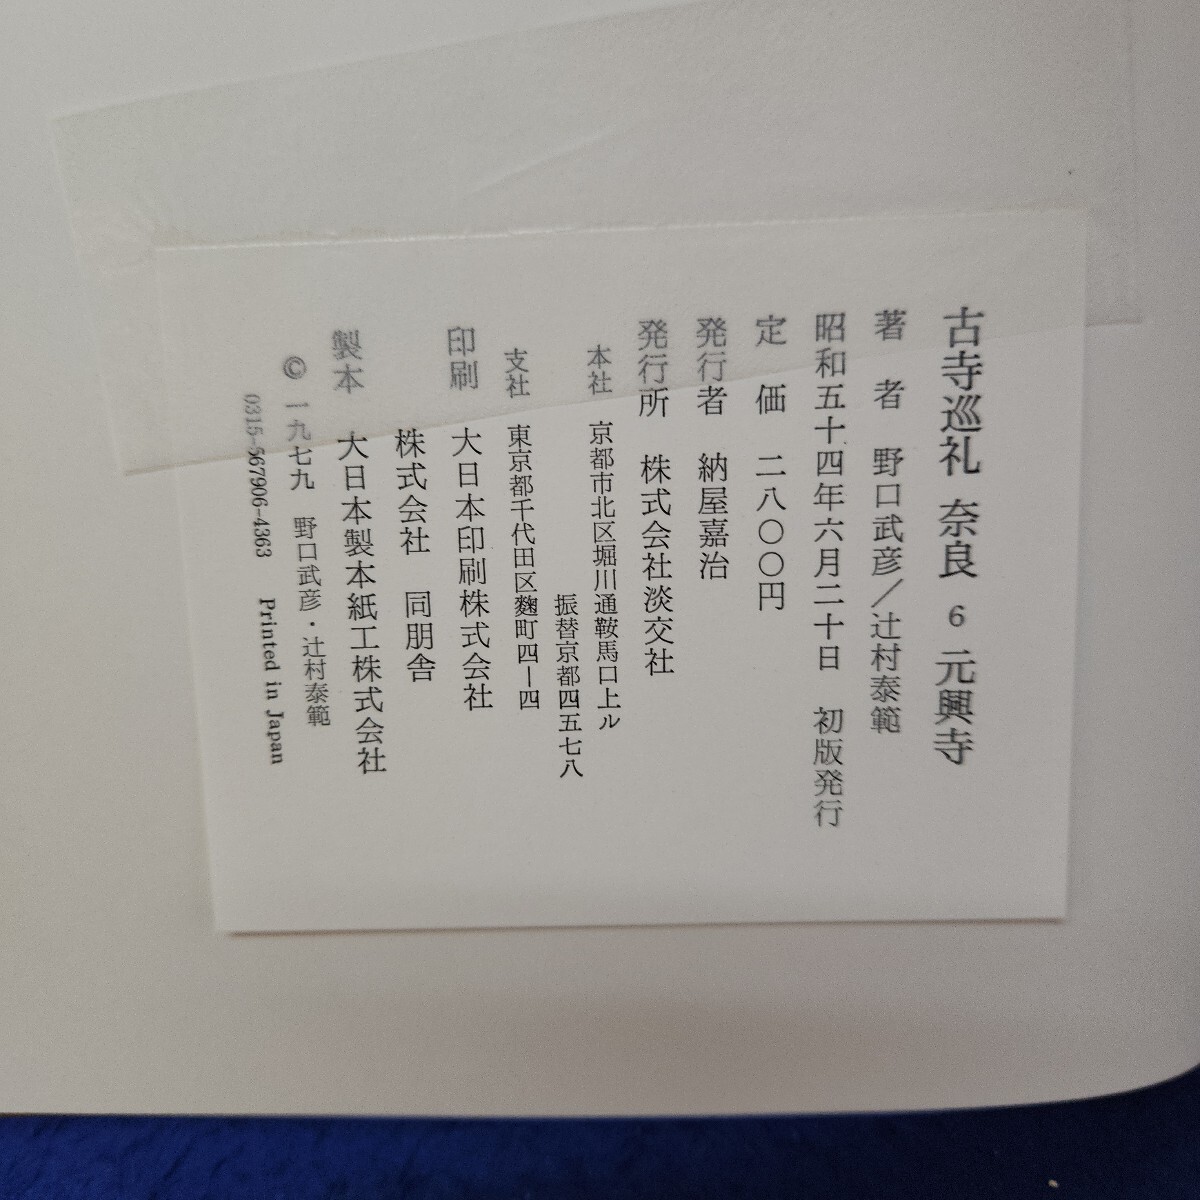 古寺巡礼 奈良 6 元興寺
著者 野口武彦／辻村泰範
昭和五十四年六月二十日 初版発行
定価 二八〇〇円
発行者 納屋嘉治
発行所 株式会社淡交社
本社 京都市北区堀川通鞍馬口上ル
振替京都四五七八
支社 東京都千代田区麴町四—四
印刷 大日本印刷株式会社
株式会社 同朋舎
製本 大日本製本紙工株式会社
© 一九七九 野口武彦・辻村泰範
0315-567906-4363 Printed in Japan